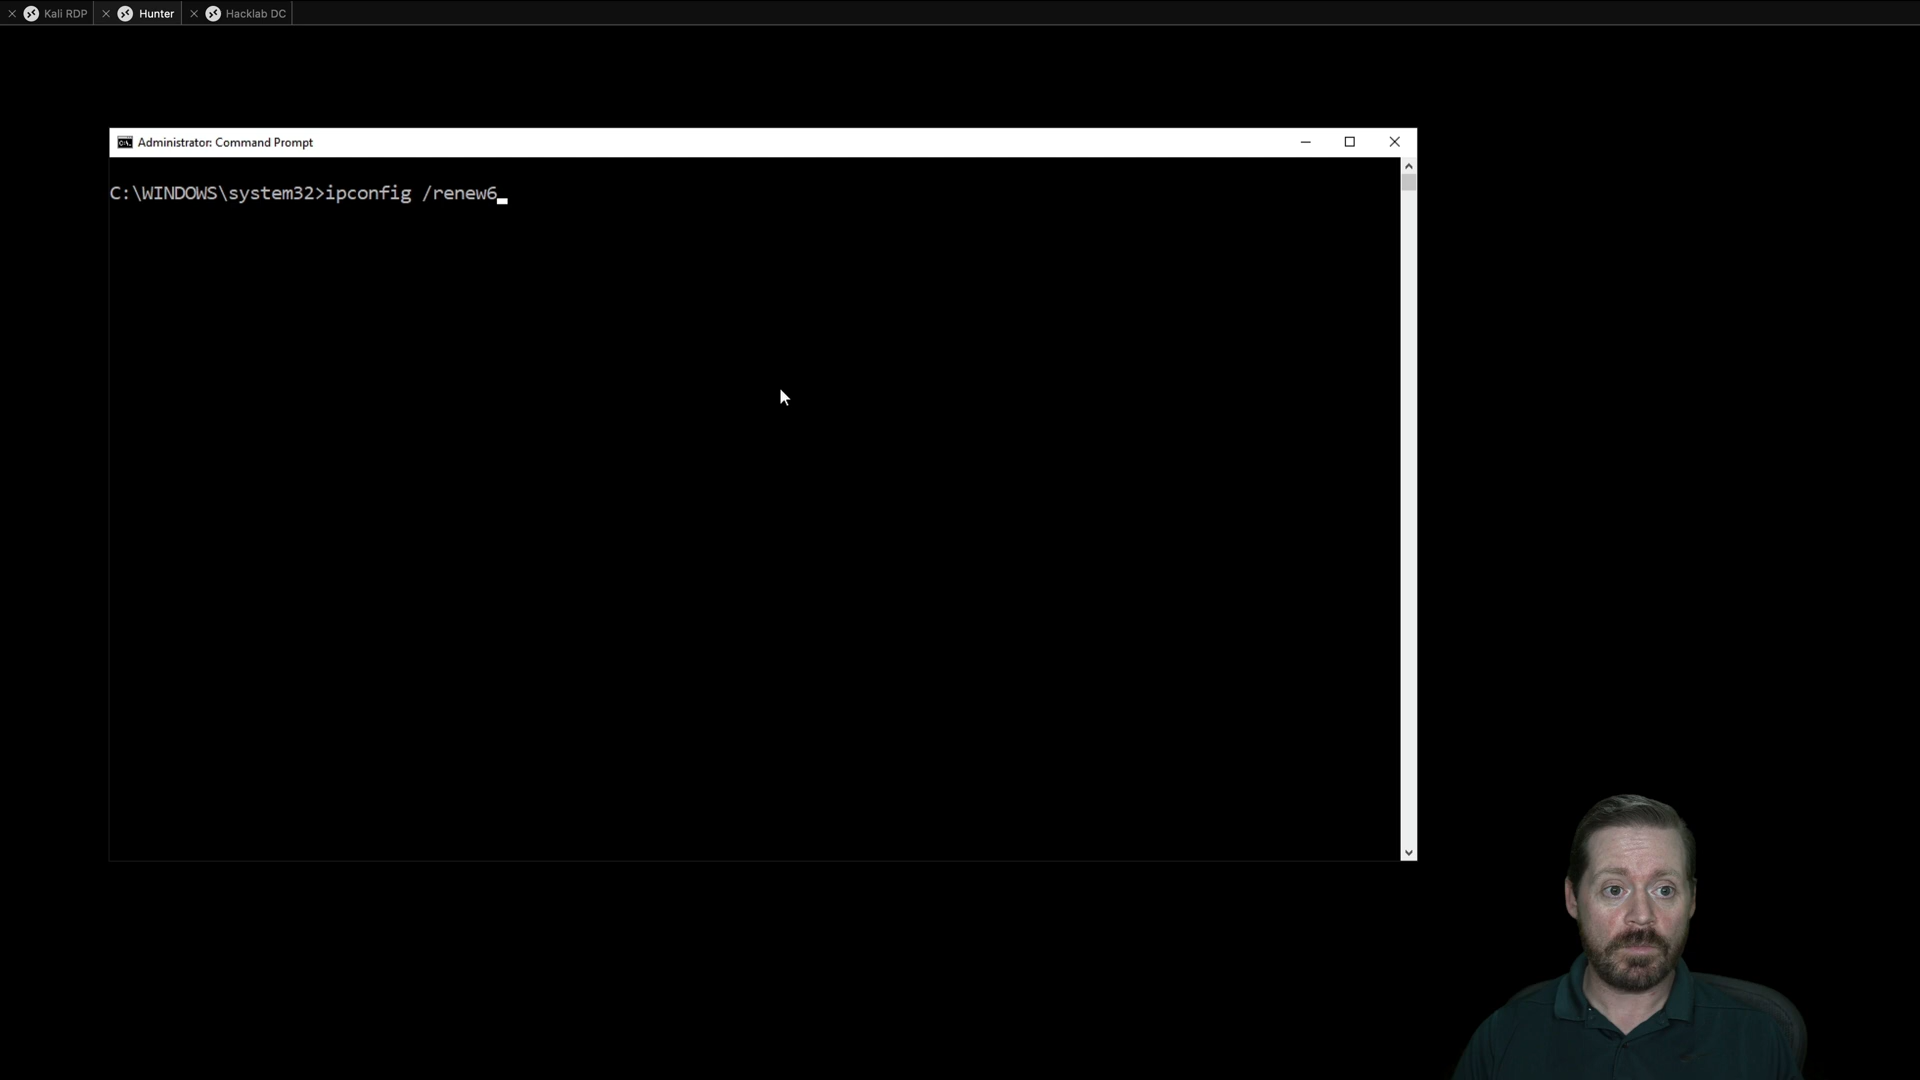 Kali RDP
Hunter
Hacklab DC
Administrator: Command Prompt
C:\WINDOWS\system32>ipconfig /renew6